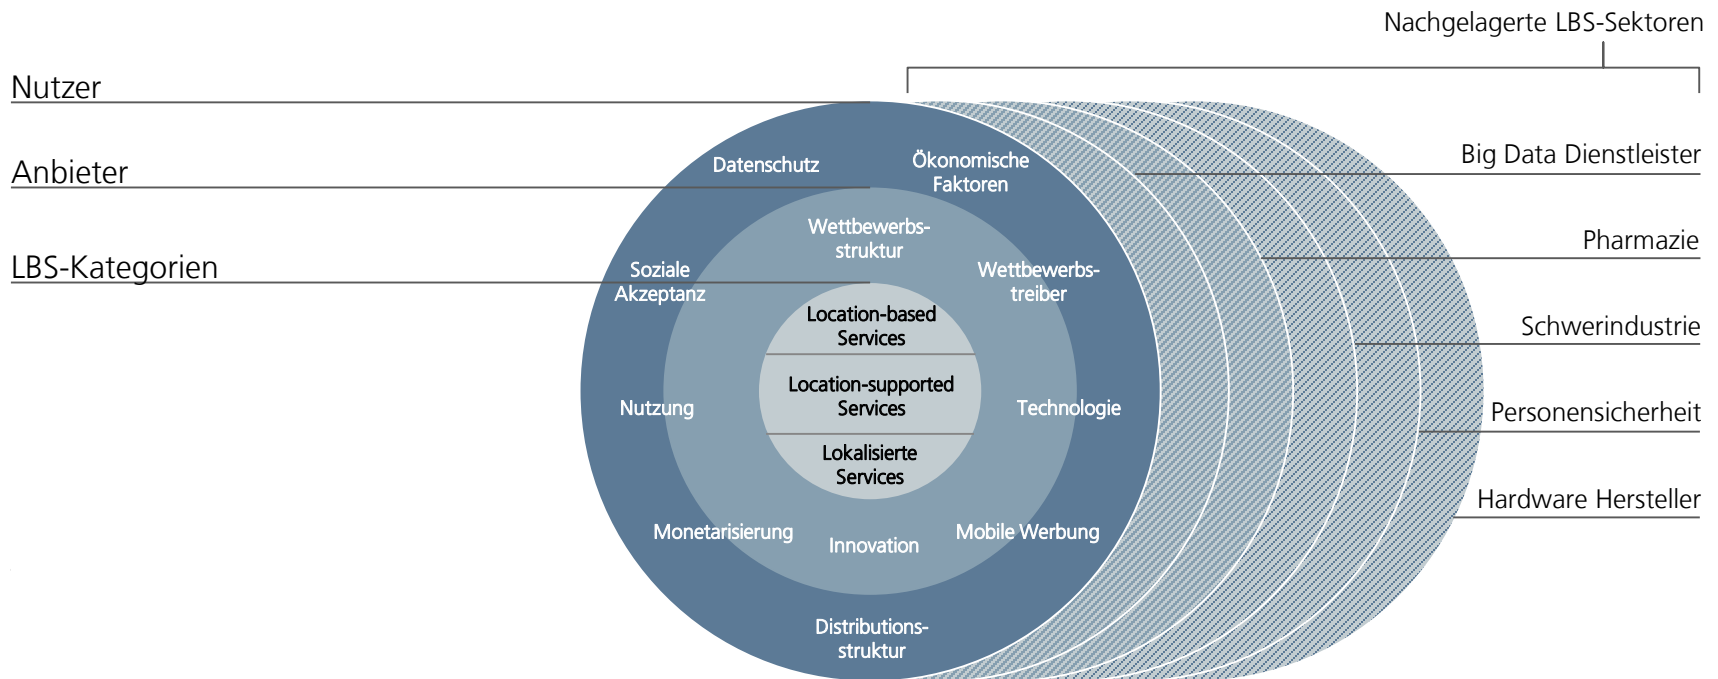 Nachgelagerte LBS-Sektoren
Nutzer
Anbieter
LBS-Kategorien
Datenschutz
Ökonomische
Faktoren
Wettbewerbs-
struktur
Soziale
Akzeptanz
Wettbewerbs-
treiber
Location-based
Services
Location-supported
Services
Lokalisierte
Services
Nutzung
Technologie
Monetarisierung
Innovation
Mobile Werbung
Distributions-
struktur
Big Data Dienstleister
Pharmazie
Schwerindustrie
Personensicherheit
Hardware Hersteller